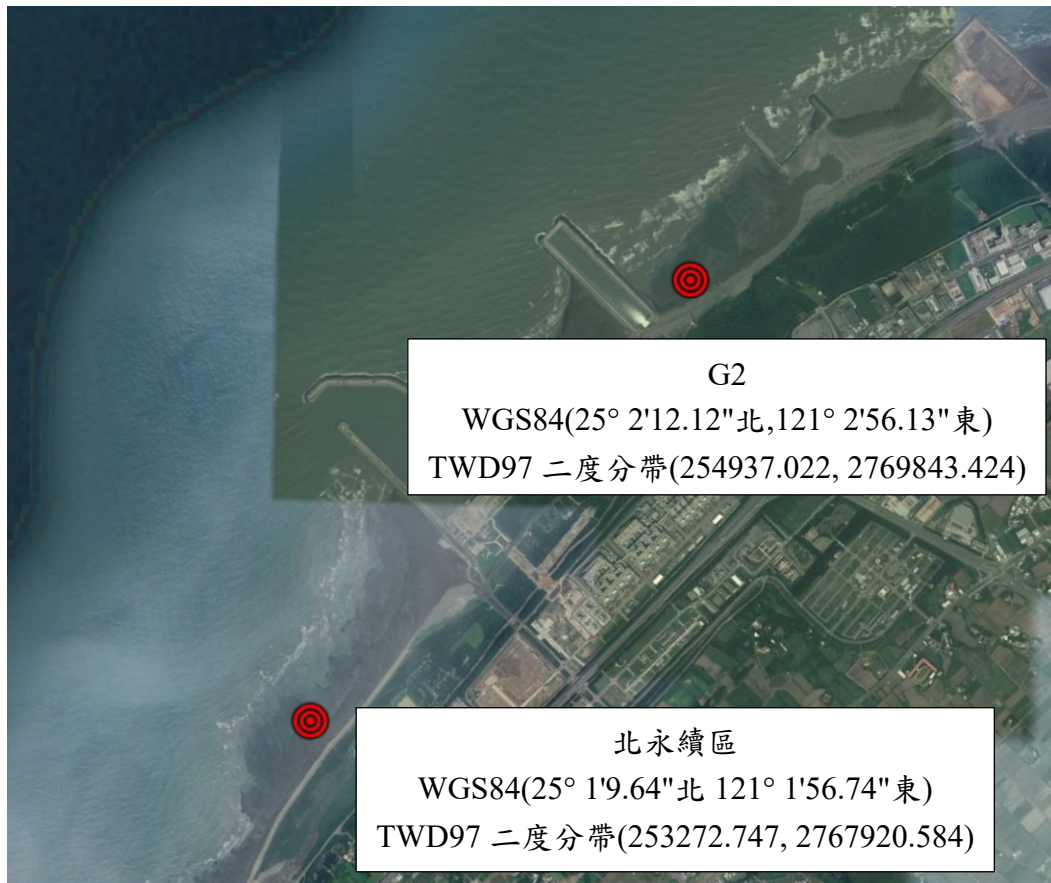 G2
WGS84(25° 2'12.12"北,121° 2'56.13"東)
TWD97 二度分帶(254937.022, 2769843.424)
北永續區
WGS84(25° 1'9.64"北 121° 1'56.74"東)
TWD97 二度分帶(253272.747, 2767920.584)